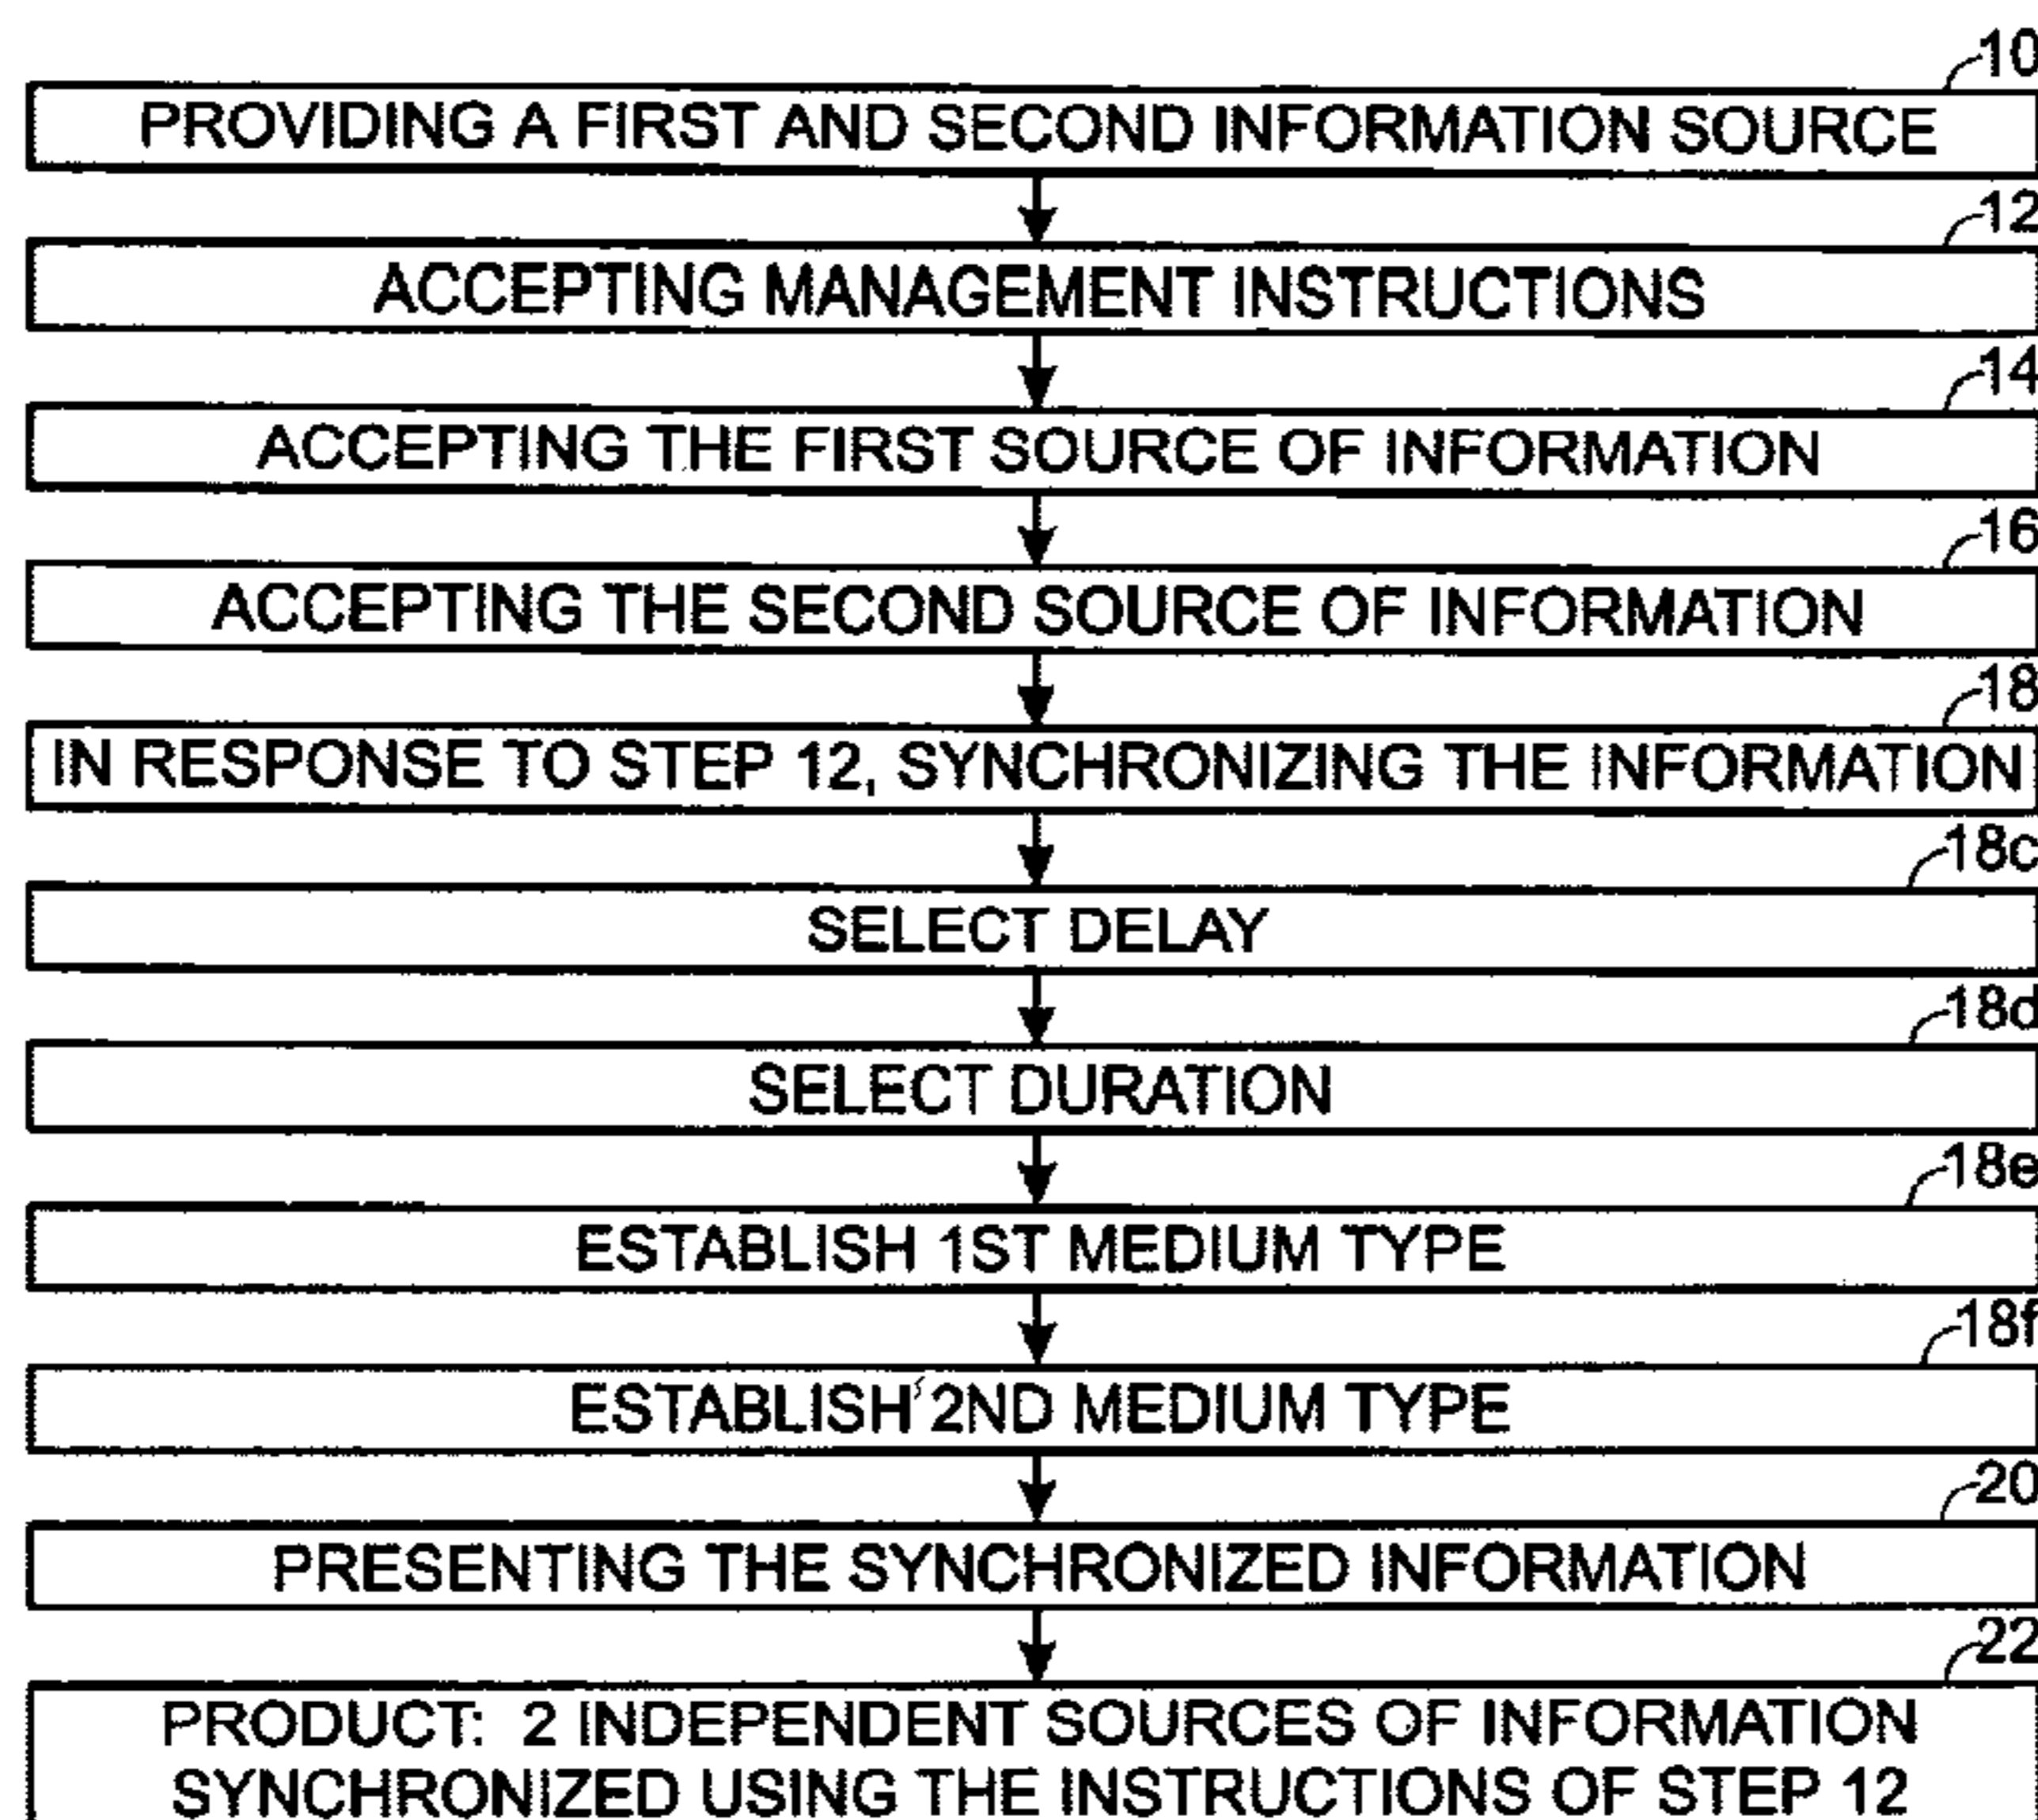 10
PROVIDING A FIRST AND SECOND INFORMATION SOURCE
12
ACCEPTING MANAGEMENT INSTRUCTIONS
14
ACCEPTING THE FIRST SOURCE OF INFORMATION
16
ACCEPTING THE SECOND SOURCE OF INFORMATION
18
IN RESPONSE TO STEP 12, SYNCHRONIZING THE INFORMATION
18c
SELECT DELAY
18d
SELECT DURATION
18e
ESTABLISH 1ST MEDIUM TYPE
18f
ESTABLISH 2ND MEDIUM TYPE
20
PRESENTING THE SYNCHRONIZED INFORMATION
22
PRODUCT: 2 INDEPENDENT SOURCES OF INFORMATION
SYNCHRONIZED USING THE INSTRUCTIONS OF STEP 12